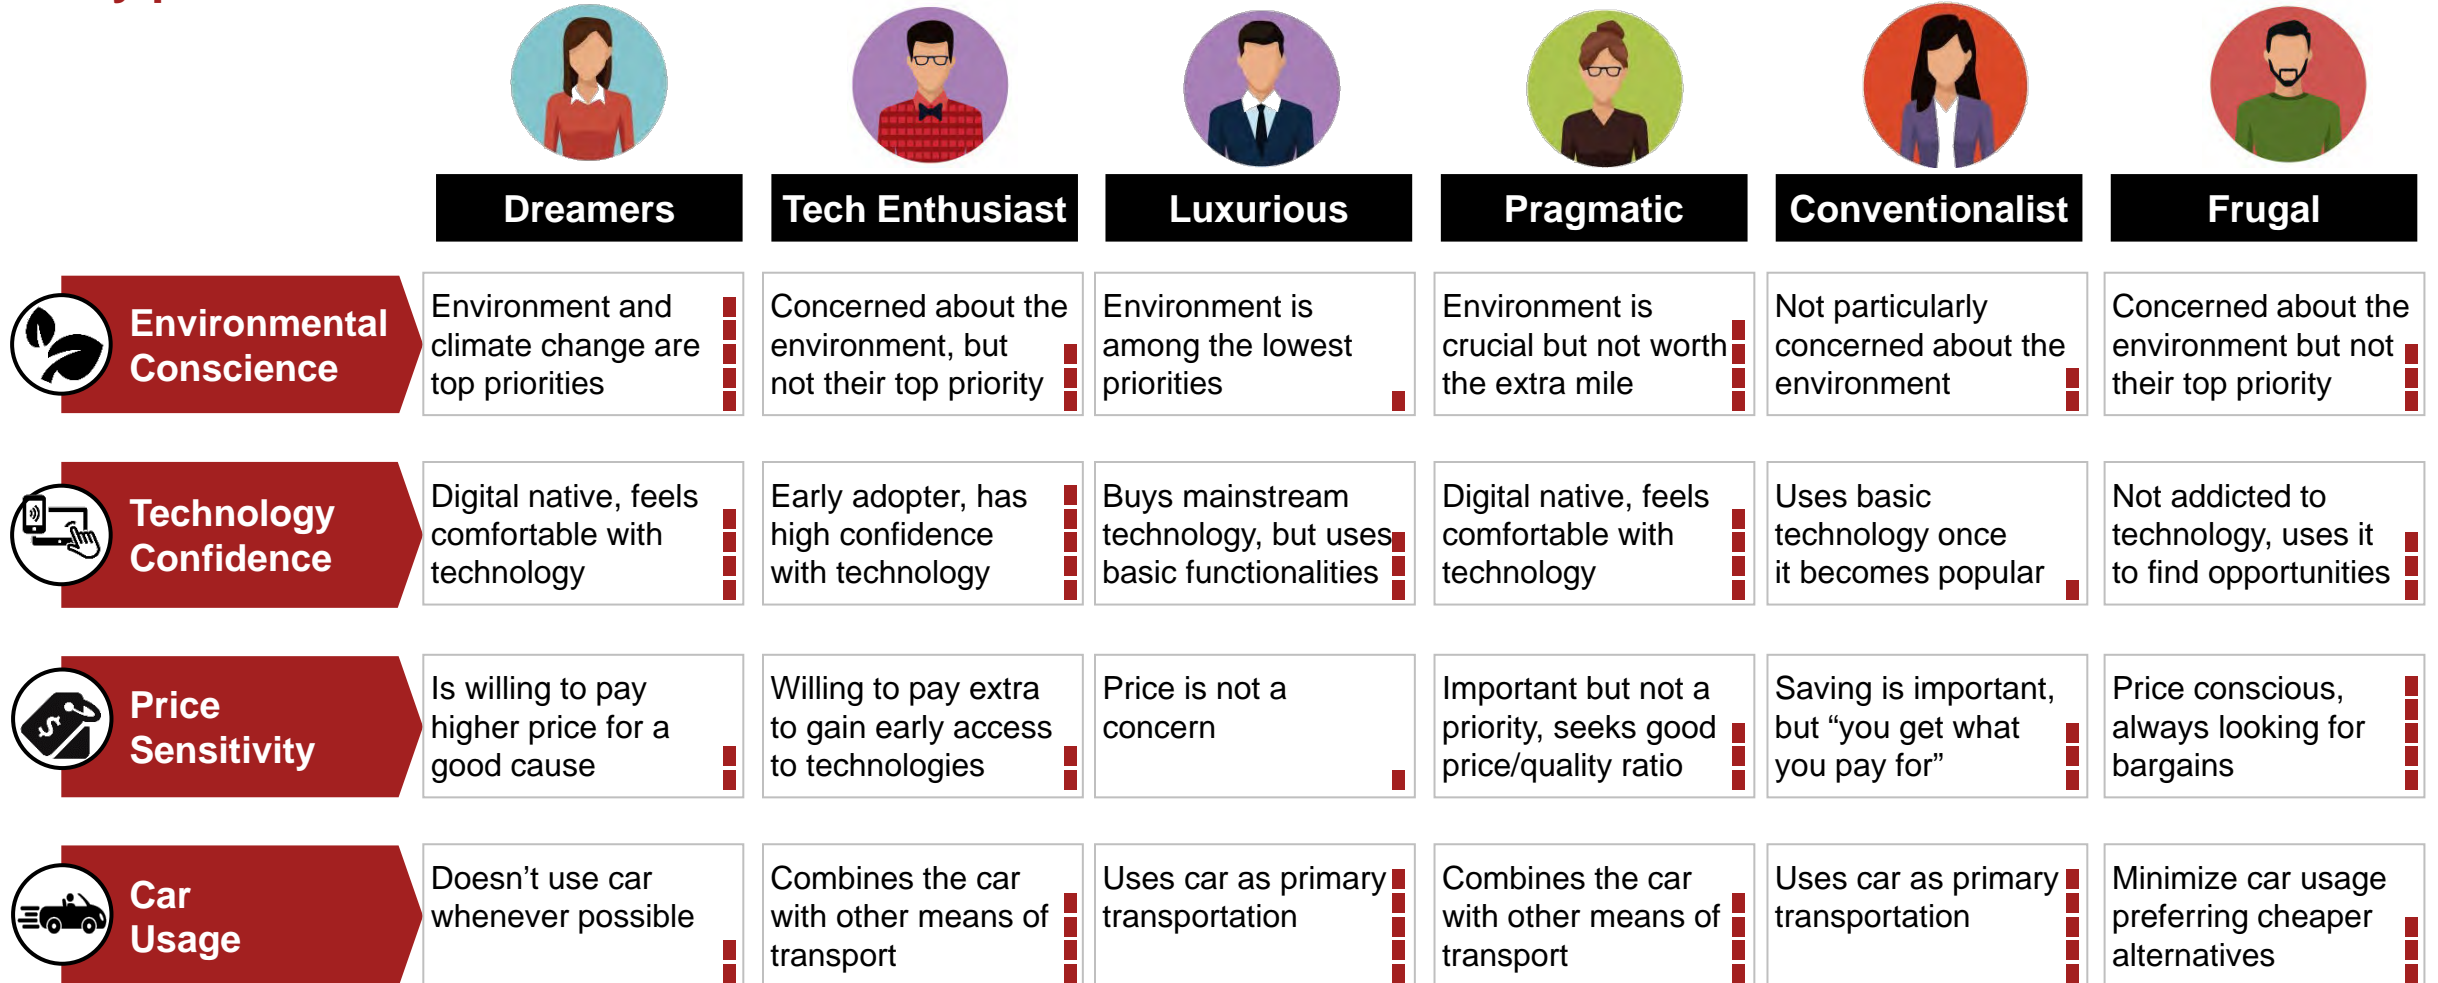 Dreamers
Tech Enthusiast
Luxurious
Pragmatic
Conventionalist
Frugal
Environmental
Conscience
Environment and
climate change are
top priorities
Concerned about the
environment, but
not their top priority
Environment is
among the lowest
priorities
Environment is
crucial but not worth
the extra mile
Not particularly
concerned about the
environment
Concerned about the
environment but not
their top priority
Technology
Confidence
Digital native, feels
comfortable with
technology
Early adopter, has
high confidence
with technology
Buys mainstream
technology, but uses
basic functionalities
Digital native, feels
comfortable with
technology
Uses basic
technology once
it becomes popular
Not addicted to
technology, uses it
to find opportunities
Price
Sensitivity
Is willing to pay
higher price for a
good cause
Willing to pay extra
to gain early access
to technologies
Price is not a
concern
Important but not a
priority, seeks good
price/quality ratio
Saving is important,
but “you get what
you pay for”
Price conscious,
always looking for
bargains
Car
Usage
Doesn’t use car
whenever possible
Combines the car
with other means of
transport
Uses car as primary
transportation
Combines the car
with other means of
transport
Uses car as primary
transportation
Minimize car usage
preferring cheaper
alternatives